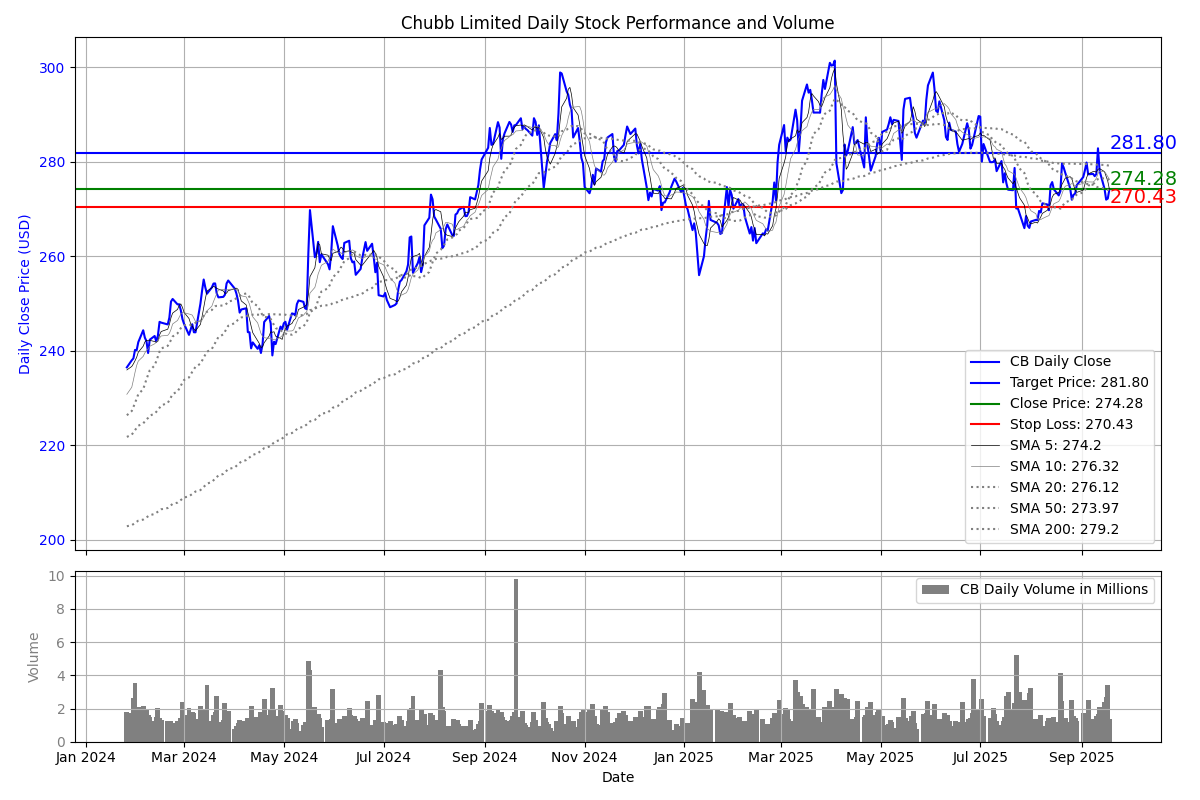 Chubb Limited Daily Stock Performance and Volume
Daily Close Price (USD)
300
280
260
240
220
200
281.80
274.28
270.43
CB Daily Close
Target Price: 281.80
Close Price: 274.28
Stop Loss: 270.43
SMA 5: 274.2
SMA 10: 276.32
SMA 20: 276.12
SMA 50: 273.97
SMA 200: 279.2
Volume
10
8
6
4
2
0
CB Daily Volume in Millions
Jan 2024 Mar 2024 May 2024 Jul 2024 Sep 2024 Nov 2024 Jan 2025 Mar 2025 May 2025 Jul 2025 Sep 2025
Date